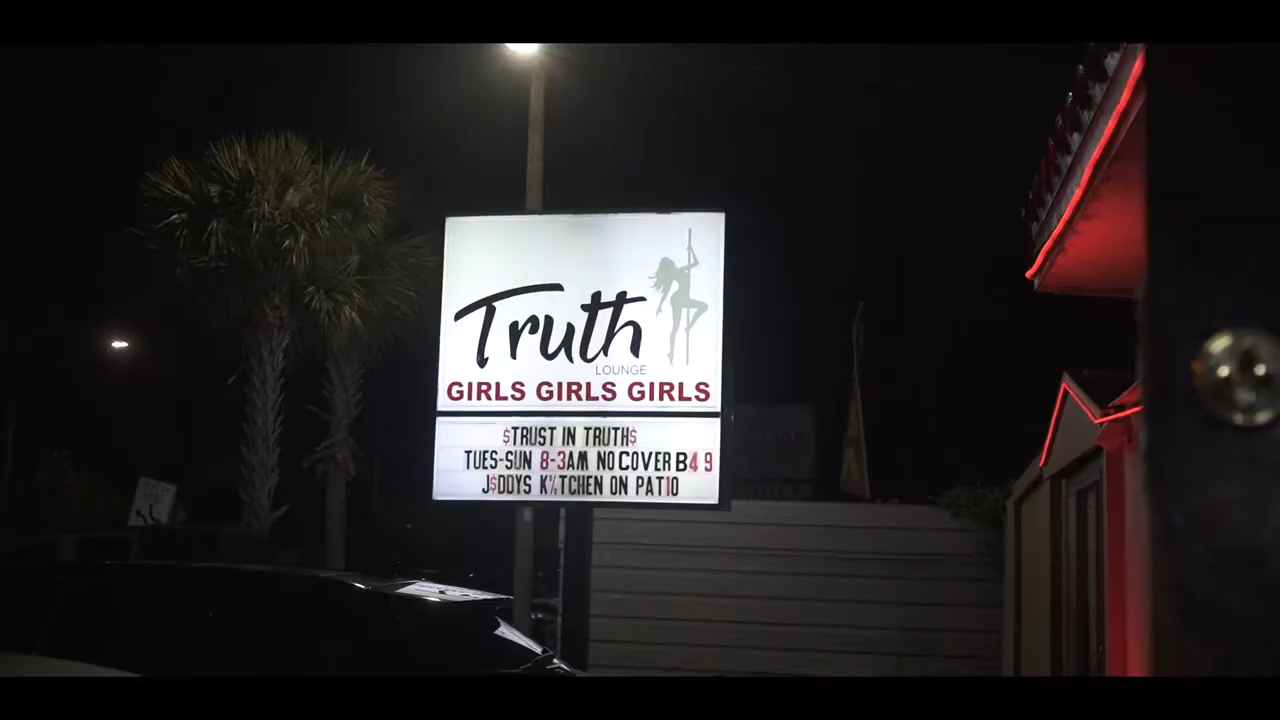 Truth
LOUNGE
GIRLS GIRLS GIRLS
$TRUST IN TRUTH$
TUES-SUN 8-3AM NO COVER B4 9
J$DDYS K%TCHEN ON PAT10